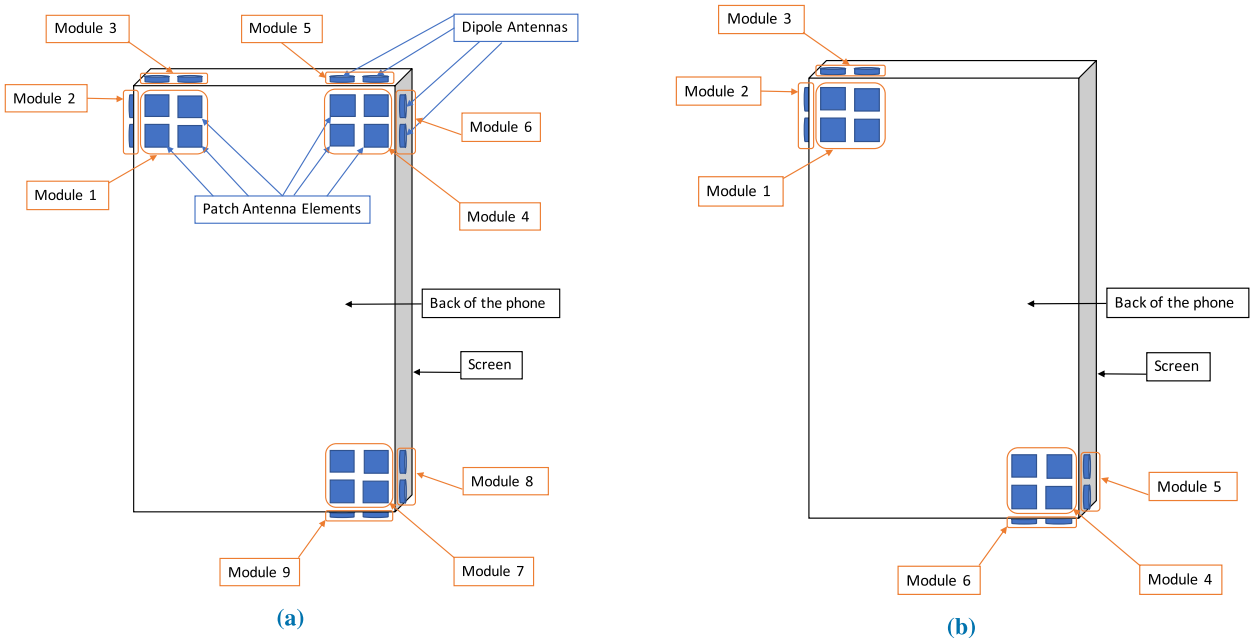 Module 3
Module 5
Dipole Antennas
Module 2
Module 6
Module 1
Patch Antenna Elements
Module 4
Back of the phone
Screen
Module 8
Module 9
Module 7
(a)
Module 3
Module 2
Module 1
Back of the phone
Screen
Module 5
Module 6
Module 4
(b)